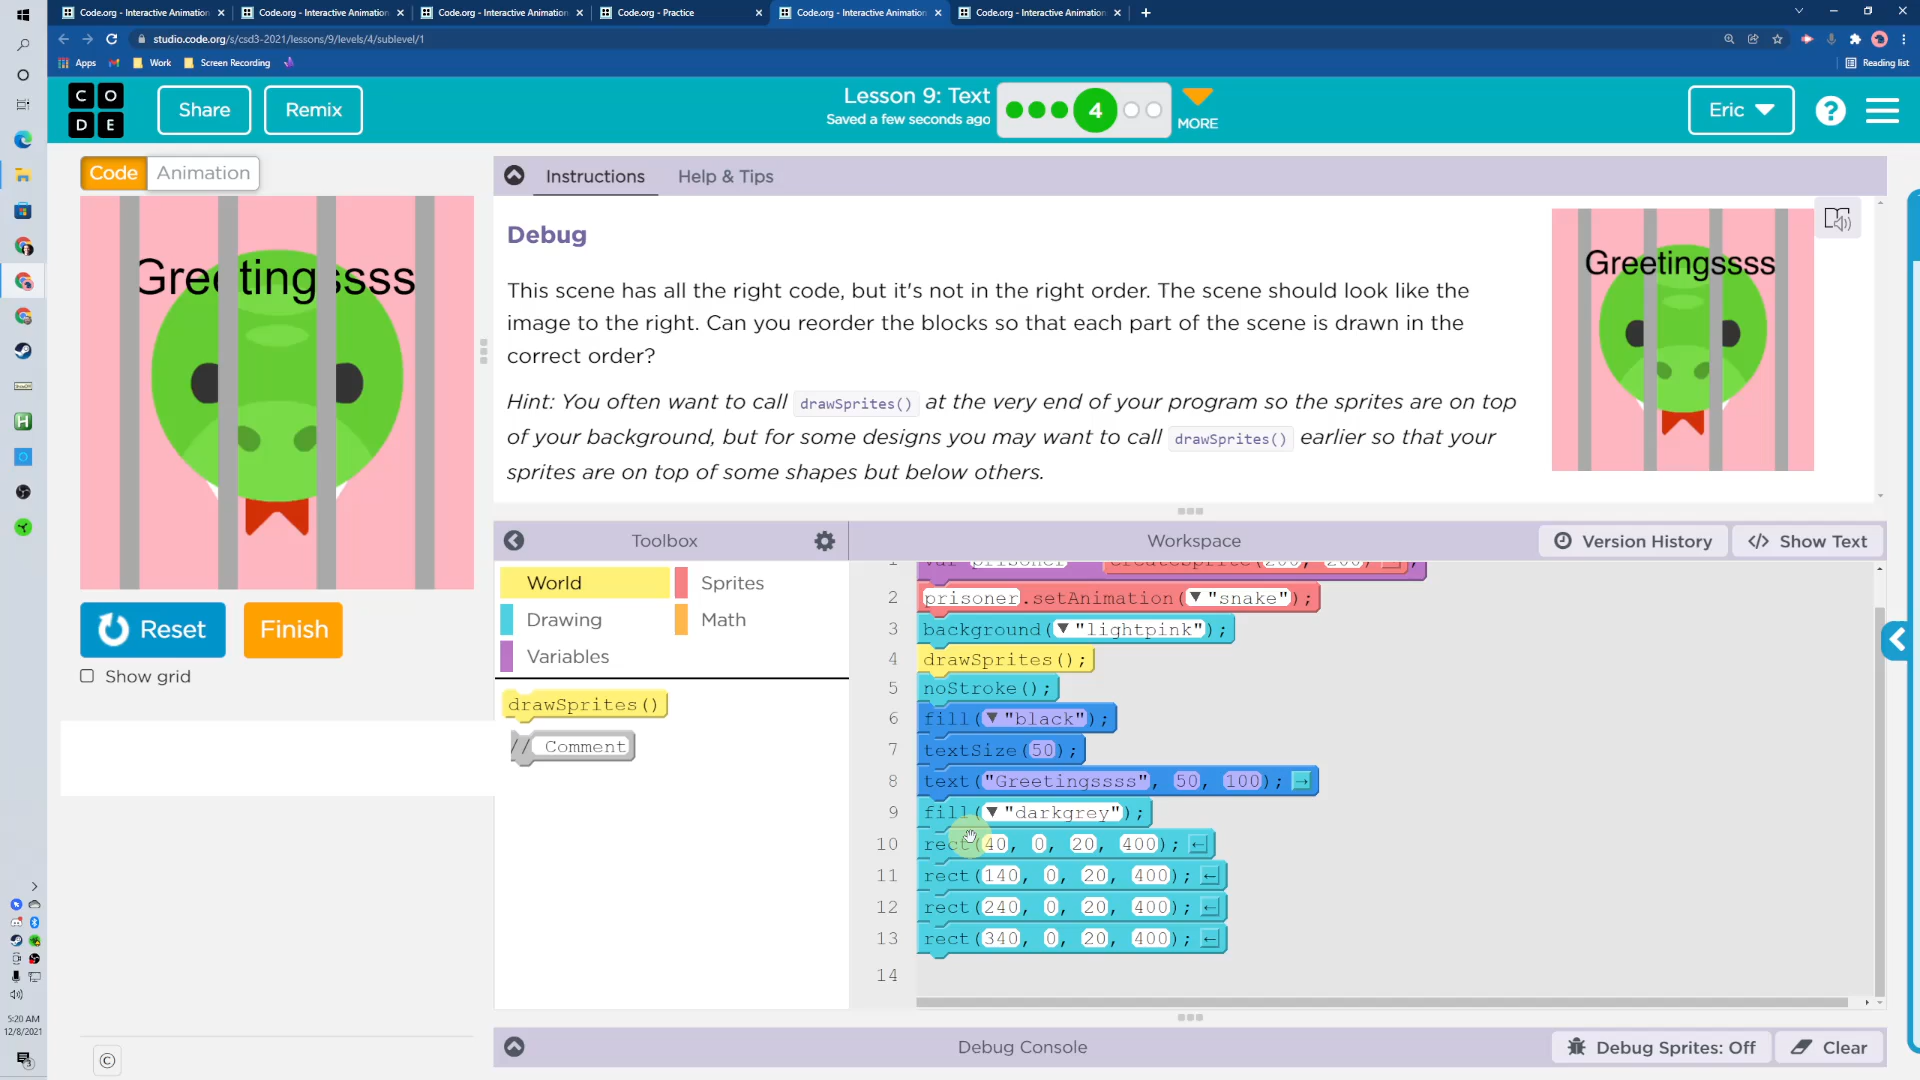 Code.org - Interactive Animation
Code.org - Interactive Animation
Code.org - Interactive Animation
Code.org - Practice
Code.org - Interactive Animation
Code.org - Interactive Animation
studio.code.org/s/csd3-2021/lessons/9/levels/4/sublevel/1
Apps
Work
Screen Recording
Reading list
C O
D E
Share
Remix
Lesson 9: Text
Saved a few seconds ago
4
MORE
Eric
Code
Animation
Instructions
Help & Tips
Greetingssss
Debug
This scene has all the right code, but it's not in the right order. The scene should look like the
image to the right. Can you reorder the blocks so that each part of the scene is drawn in the
correct order?
Hint: You often want to call drawSprites() at the very end of your program so the sprites are on top
of your background, but for some designs you may want to call drawSprites() earlier so that your
sprites are on top of some shapes but below others.
Greetingssss
Reset
Finish
Show grid
Toolbox
World
Sprites
Drawing
Math
Variables
drawSprites()
// Comment
Workspace
Version History
</> Show Text
1 var prisoner = createSprite(200, 200);
2 prisoner.setAnimation("snake");
3 background("lightpink");
4 drawSprites();
5 noStroke();
6 fill("black");
7 textSize(50);
8 text("Greetingssss", 50, 100);
9 fill("darkgrey");
10 rect(40, 0, 20, 400);
11 rect(140, 0, 20, 400);
12 rect(240, 0, 20, 400);
13 rect(340, 0, 20, 400);
14
Debug Console
Debug Sprites: Off
Clear
5:20 AM
12/8/2021